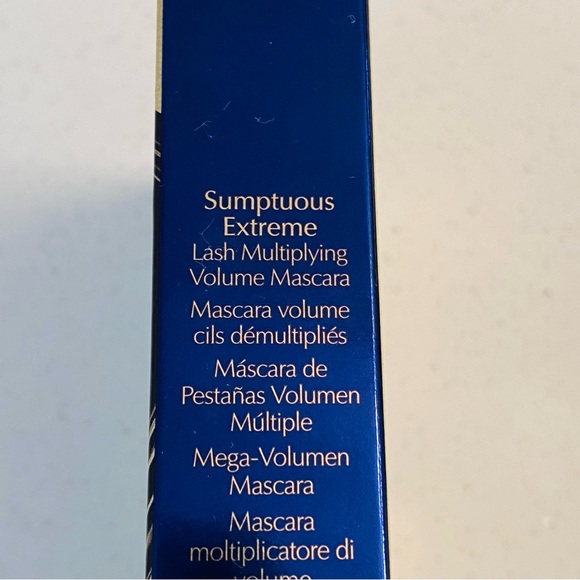 Sumptuous
Extreme
Lash Multiplying
Volume Mascara
Mascara volume
cils démultipliés
Máscara de
Pestañas Volumen
Múltiple
Mega-Volumen
Mascara
Mascara
moltiplicatore di
volume